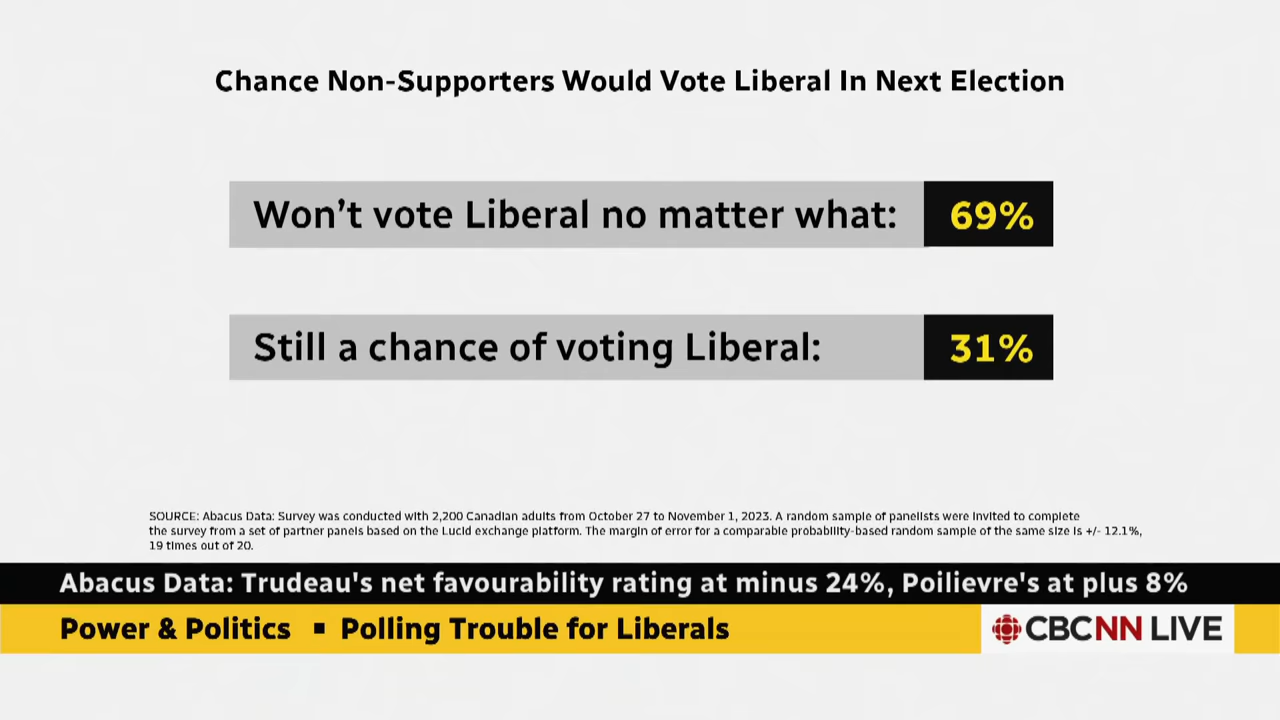 Chance Non-Supporters Would Vote Liberal In Next Election
Won't vote Liberal no matter what: 69%
Still a chance of voting Liberal: 31%
SOURCE: Abacus Data: Survey was conducted with 2,200 Canadian adults from October 27 to November 1, 2023. A random sample of panelists were invited to complete
the survey from a set of partner panels based on the Lucid exchange platform. The margin of error for a comparable probability-based random sample of the same size is +/- 12.1%,
19 times out of 20.
Abacus Data: Trudeau's net favourability rating at minus 24%, Poilievre's at plus 8%
Power & Politics ▪ Polling Trouble for Liberals CBCNN LIVE